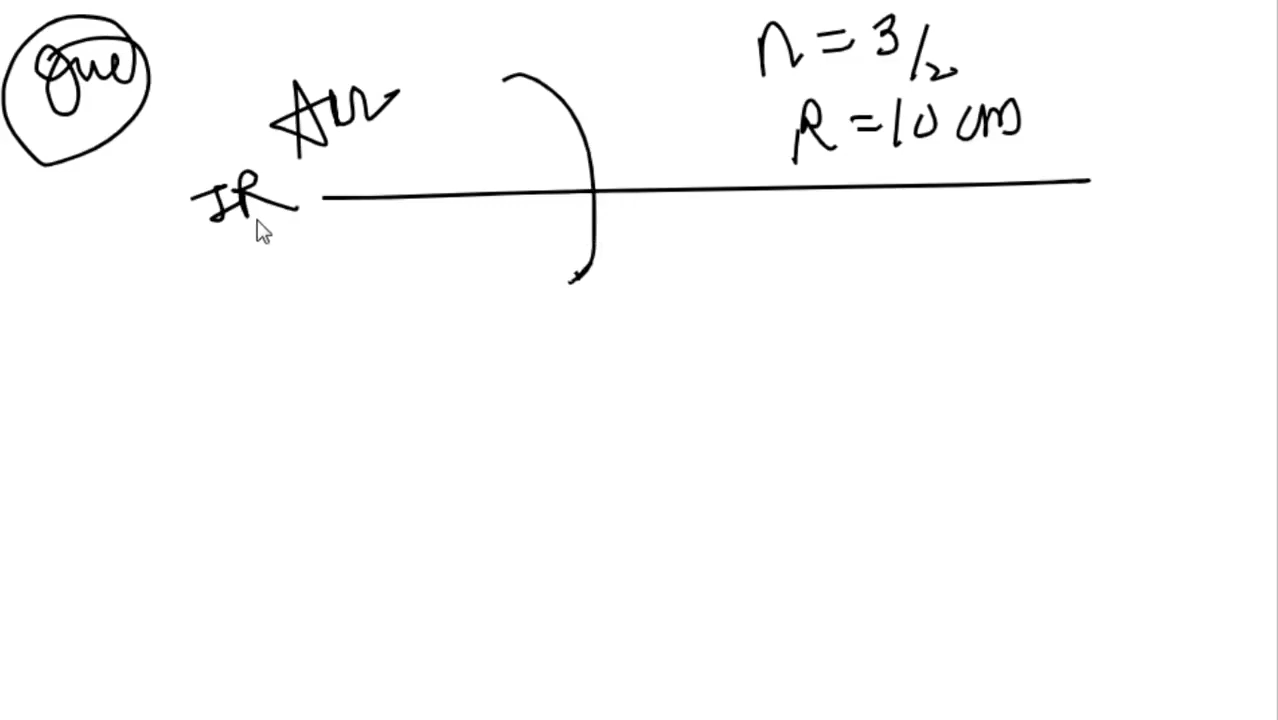 que
n = 3/2
Air
R = 10 cm
IR